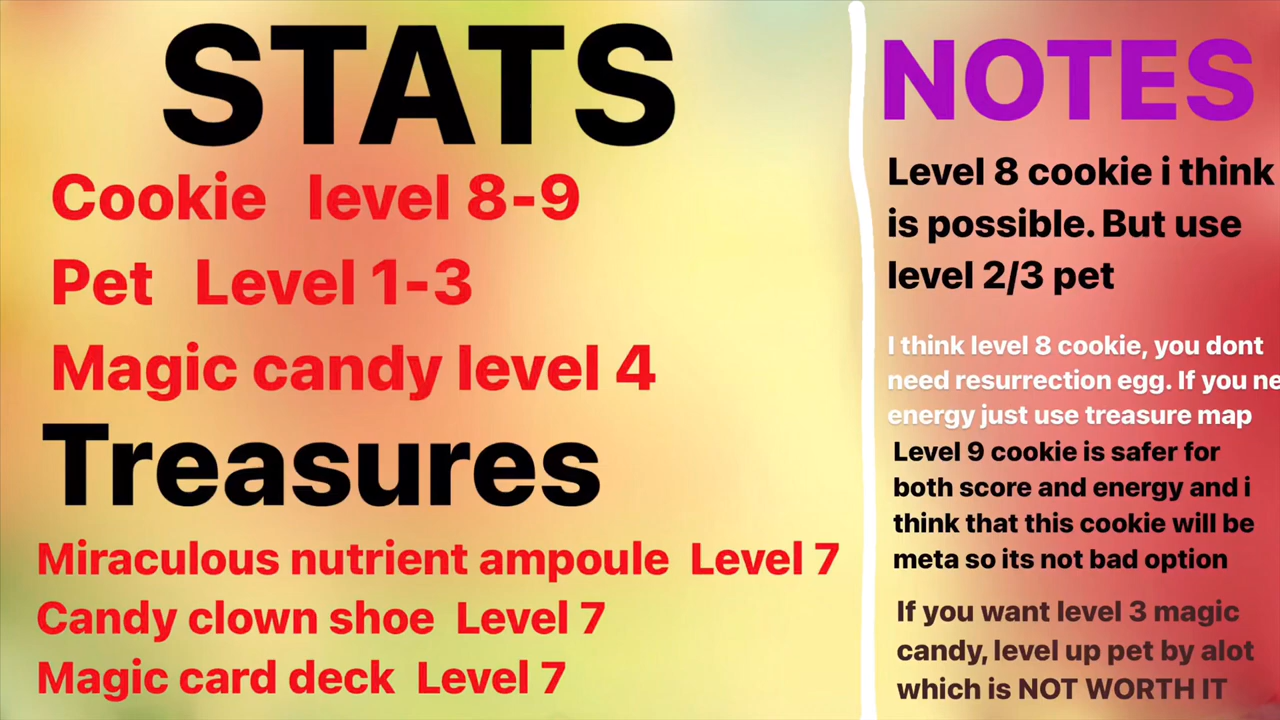 STATS
Cookie level 8-9
Pet Level 1-3
Magic candy level 4
Treasures
Miraculous nutrient ampoule Level 7
Candy clown shoe Level 7
Magic card deck Level 7
NOTES
Level 8 cookie i think
is possible. But use
level 2/3 pet
I think level 8 cookie, you dont
need resurrection egg. If you ne
energy just use treasure map
Level 9 cookie is safer for
both score and energy and i
think that this cookie will be
meta so its not bad option
If you want level 3 magic
candy, level up pet by alot
which is NOT WORTH IT